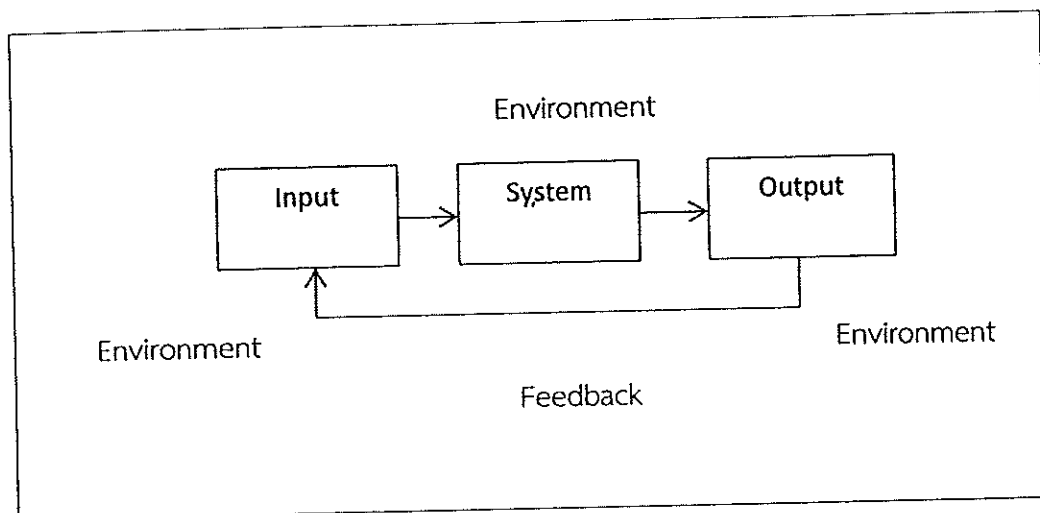 Environment
Input
System
Output
Environment
Environment
Feedback